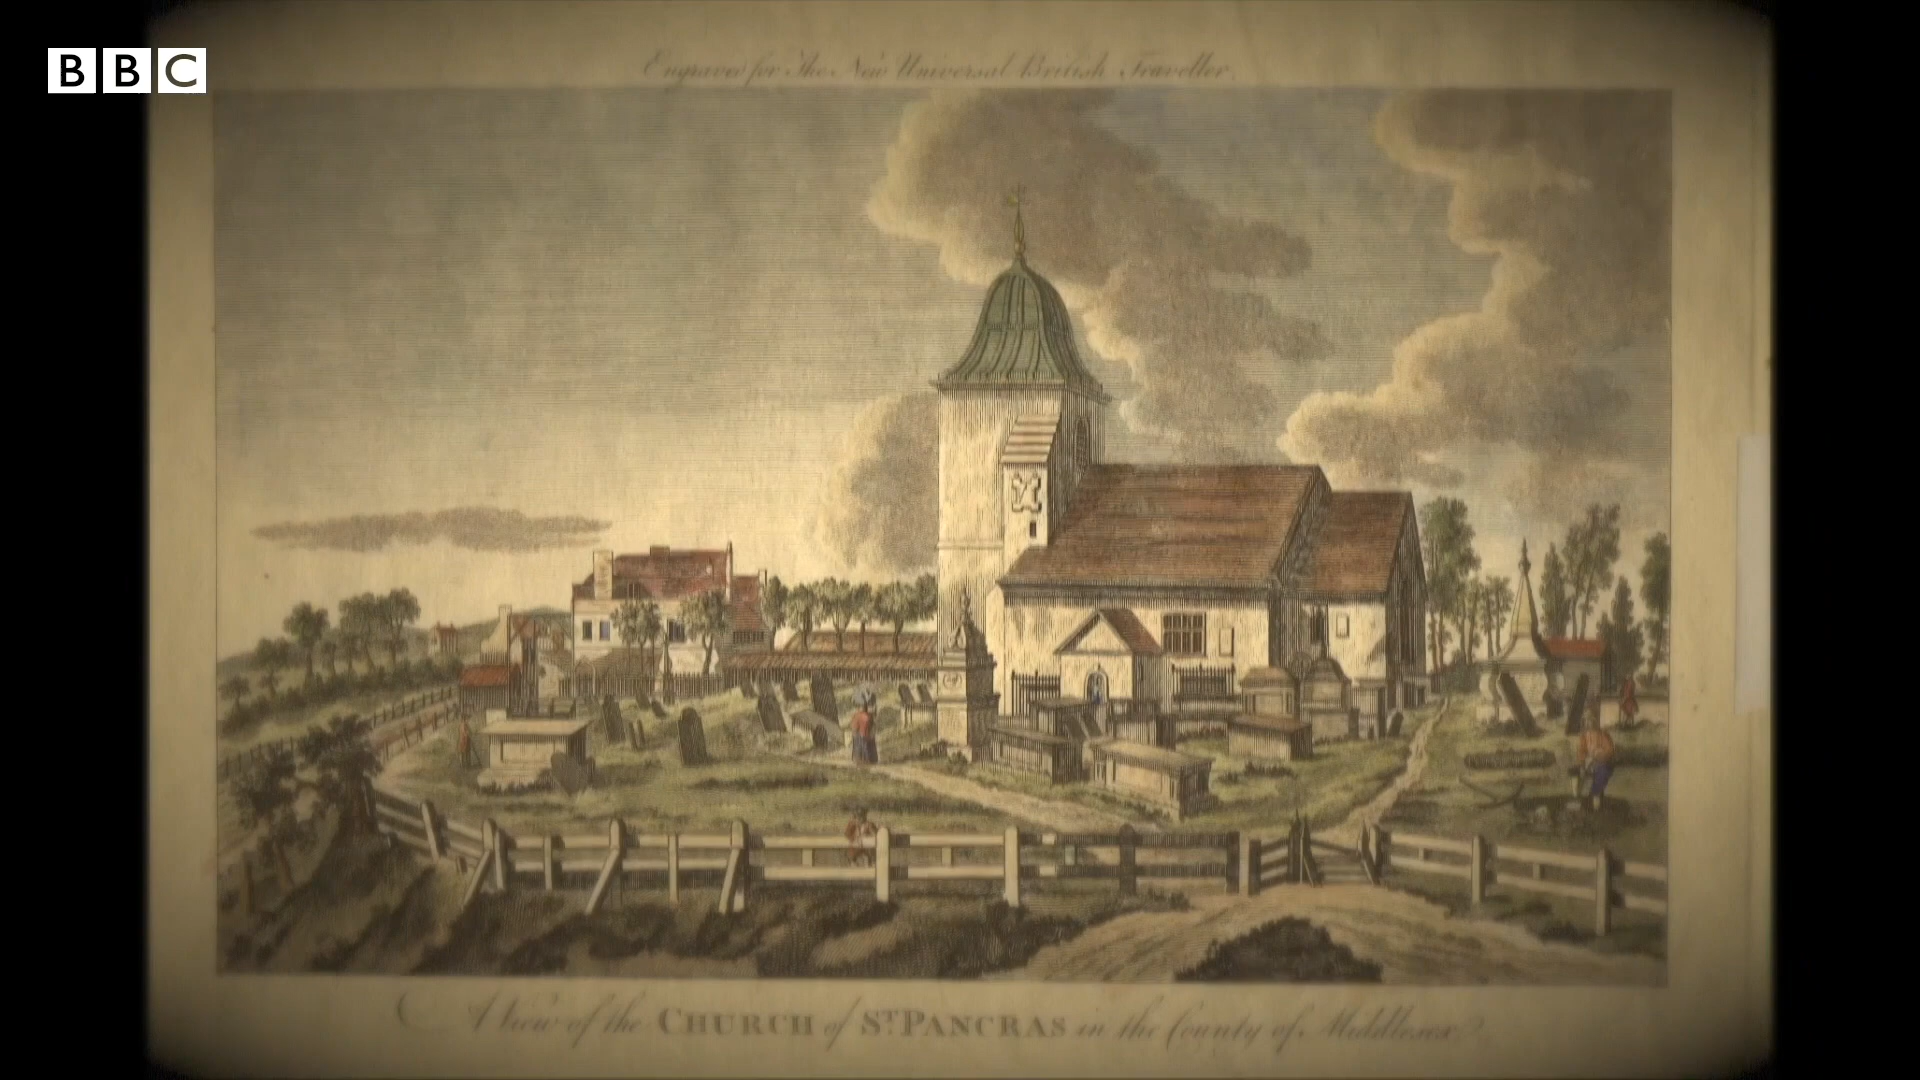 BBC
Engraved for The New Universal British Traveller.
A View of the CHURCH of ST. PANCRAS in the County of Middlesex.